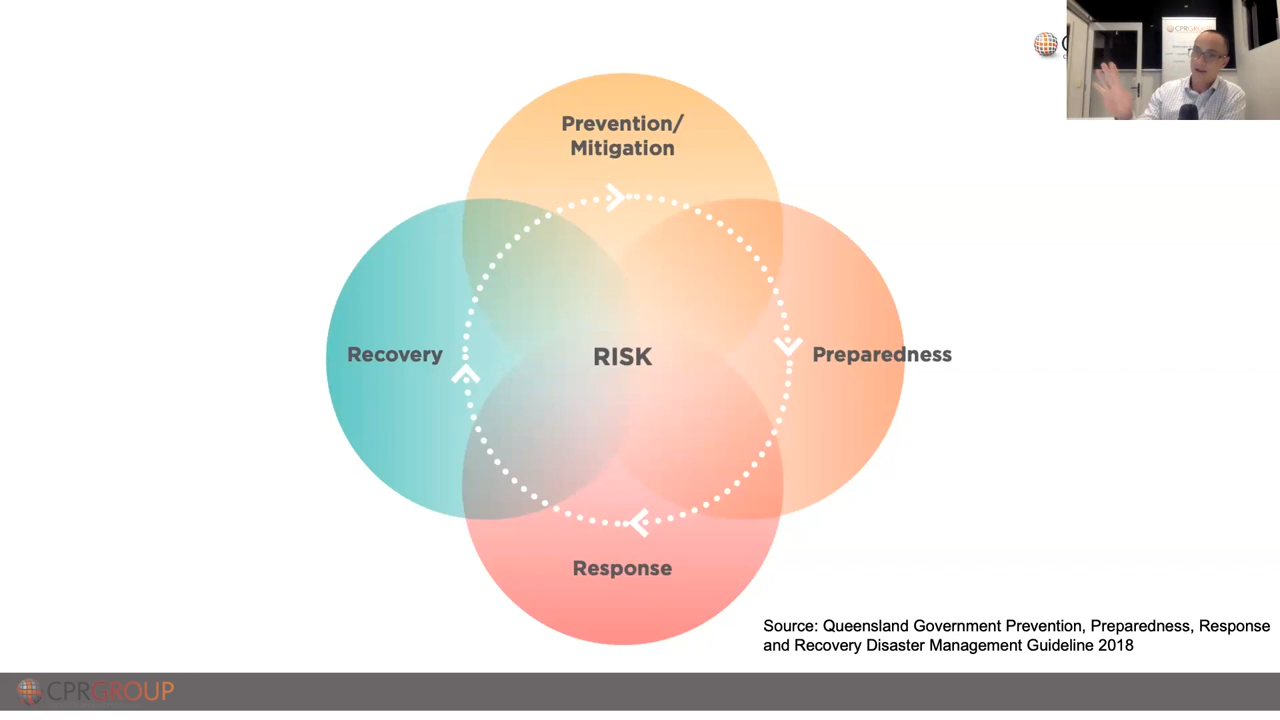 Prevention/
Mitigation
Recovery
RISK
Preparedness
Response
Source: Queensland Government Prevention, Preparedness, Response
and Recovery Disaster Management Guideline 2018
CPRGROUP
CPRGROUP